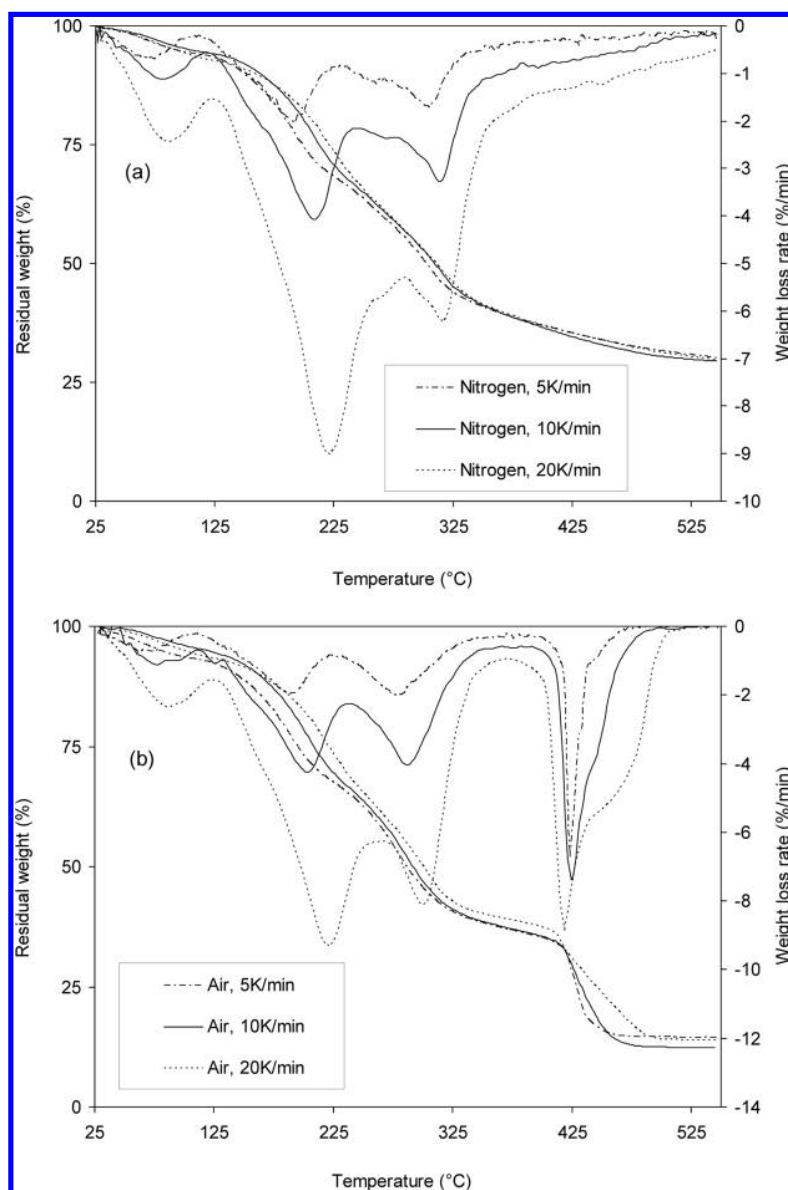 100
75
50
25
0
Residual weight (%)
(a)
0
-1
-2
-3
-4
-5
-6
-7
-8
-9
-10
Weight loss rate (%/min)
Nitrogen, 5K/min
Nitrogen, 10K/min
Nitrogen, 20K/min
25 125 225 325 425 525
Temperature (°C)
100
75
50
25
0
Residual weight (%)
(b)
0
-2
-4
-6
-8
-10
-12
-14
Weight loss rate (%/min)
Air, 5K/min
Air, 10K/min
Air, 20K/min
25 125 225 325 425 525
Temperature (°C)